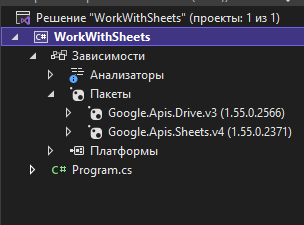 Решение "WorkWithSheets" (проекты: 1 из 1)
C# WorkWithSheets
Зависимости
Анализаторы
Пакеты
Google.Apis.Drive.v3 (1.55.0.2566)
Google.Apis.Sheets.v4 (1.55.0.2371)
Платформы
C# Program.cs